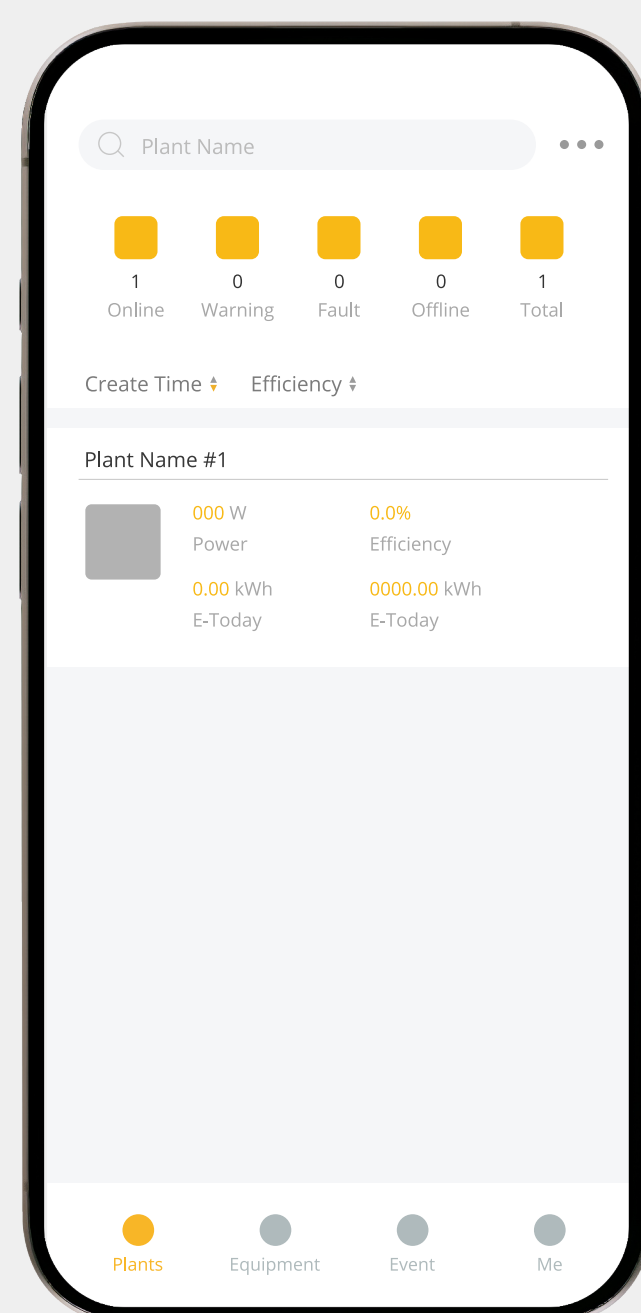 Plant Name
1 0 0 0 1
Online Warning Fault Offline Total
Create Time Efficiency
Plant Name #1
000 W 0.0%
Power Efficiency
0.00 kWh 0000.00 kWh
E-Today E-Today
Plants Equipment Event Me